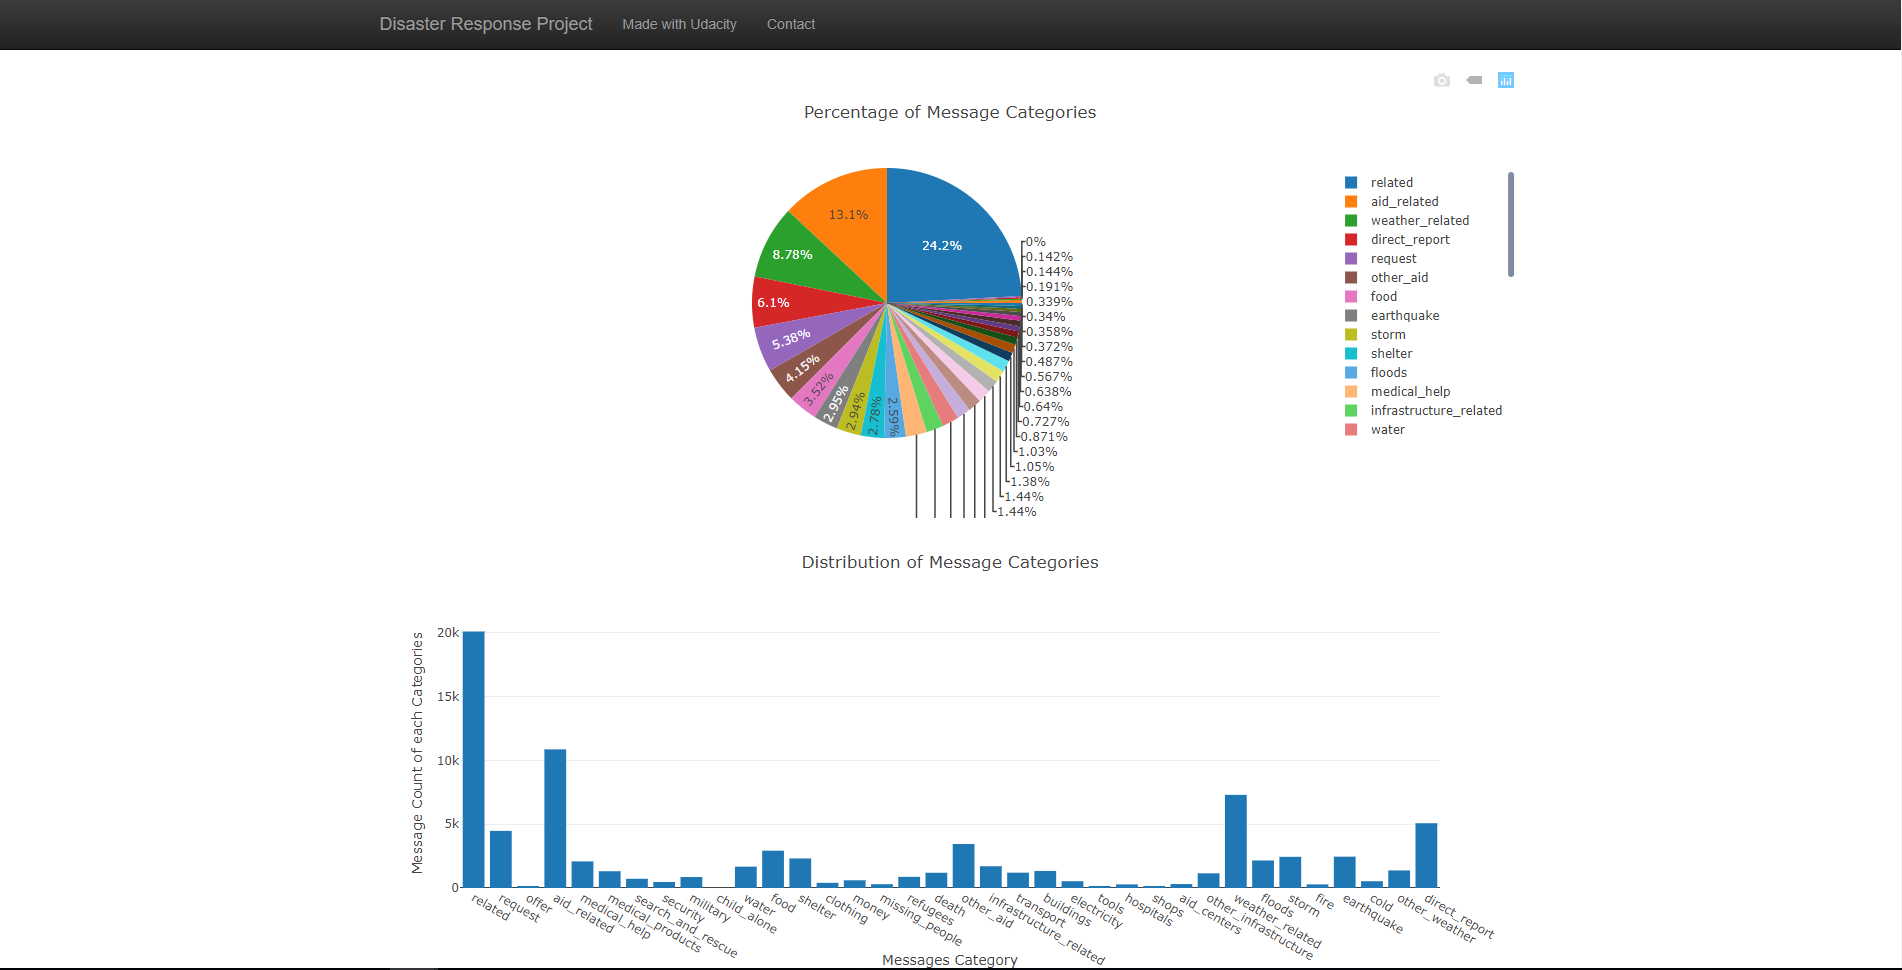 Disaster Response Project Made with Udacity Contact
Percentage of Message Categories
13.1%
24.2%
8.78%
6.1%
5.38%
4.15%
3.52%
2.95%
2.94%
2.78%
2.59%
0%
0.142%
0.144%
0.191%
0.339%
0.34%
0.358%
0.372%
0.487%
0.567%
0.638%
0.64%
0.727%
0.871%
1.03%
1.05%
1.38%
1.44%
1.44%
related
aid_related
weather_related
direct_report
request
other_aid
food
earthquake
storm
shelter
floods
medical_help
infrastructure_related
water
Distribution of Message Categories
Message Count of each Categories
20k
15k
10k
5k
0
related
request
offer
aid_related
medical_help
medical_products
search_and_rescue
security
military
child_alone
water
food
shelter
clothing
money
missing_people
refugees
death
other_aid
infrastructure_related
transport
buildings
electricity
tools
hospitals
shops
aid_centers
other_infrastructure
weather_related
floods
storm
fire
earthquake
cold
other_weather
direct_report
Messages Category